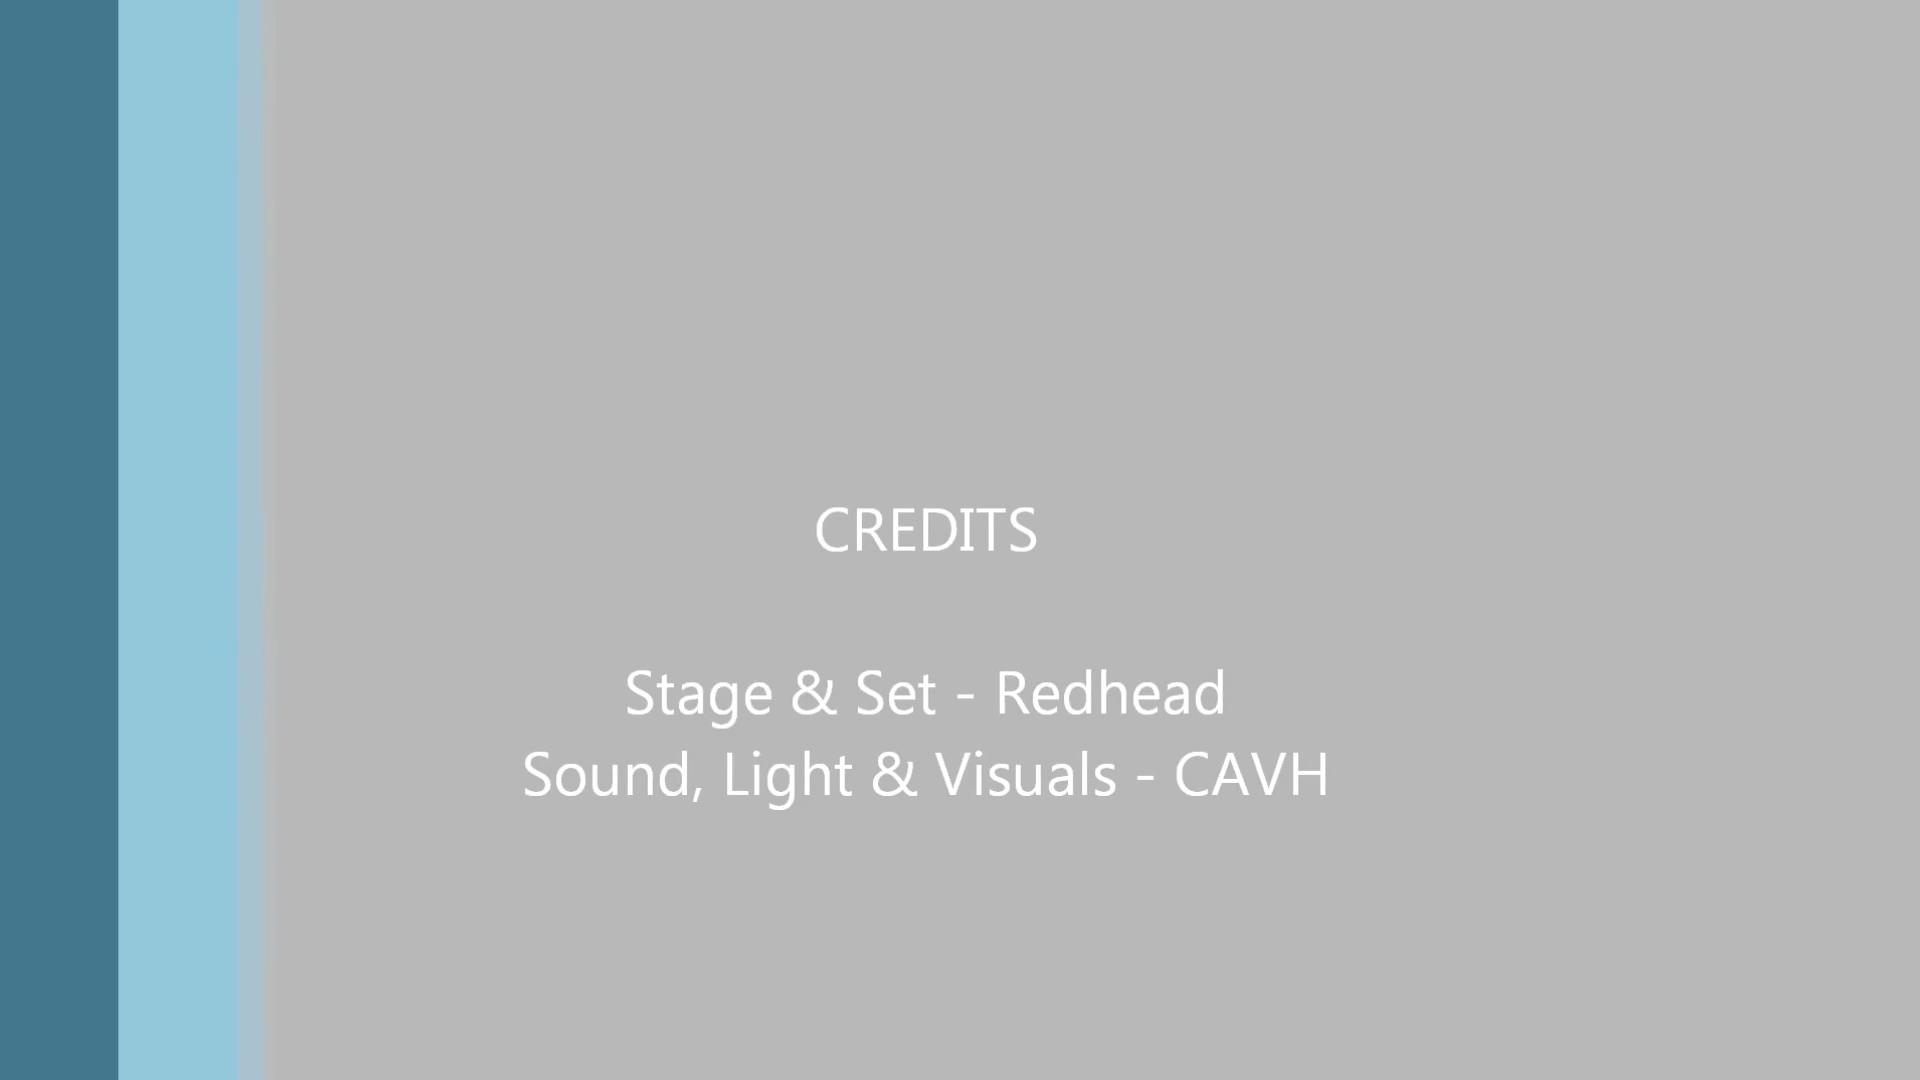 CREDITS
Stage & Set - Redhead
Sound, Light & Visuals - CAVH